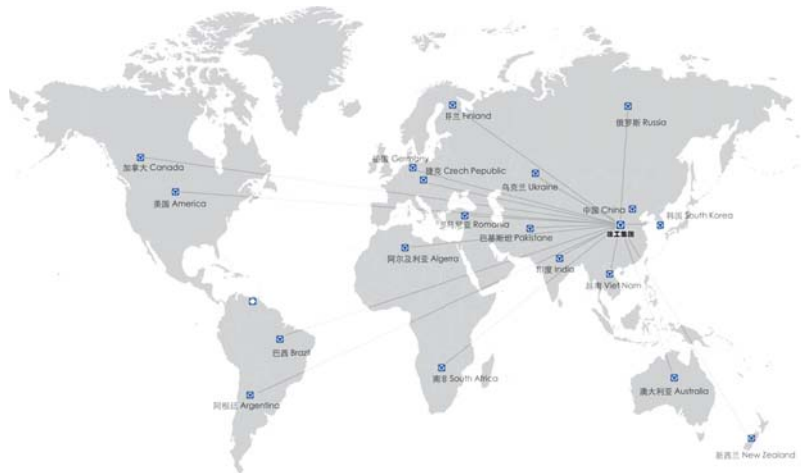 芬兰 Finland
俄罗斯 Russia
德国 Germany
加拿大 Canada
捷克 Czech Pepublic
乌克兰 Ukraine
美国 America
中国 China
韩国 South Korea
罗马尼亚 Romania
巴基斯坦 Pakistane
阿尔及利亚 Algerra
印度 India
越南 Viet Nam
巴西 Brazil
南非 South Africa
澳大利亚 Australia
阿根廷 Argentina
新西兰 New Zealand